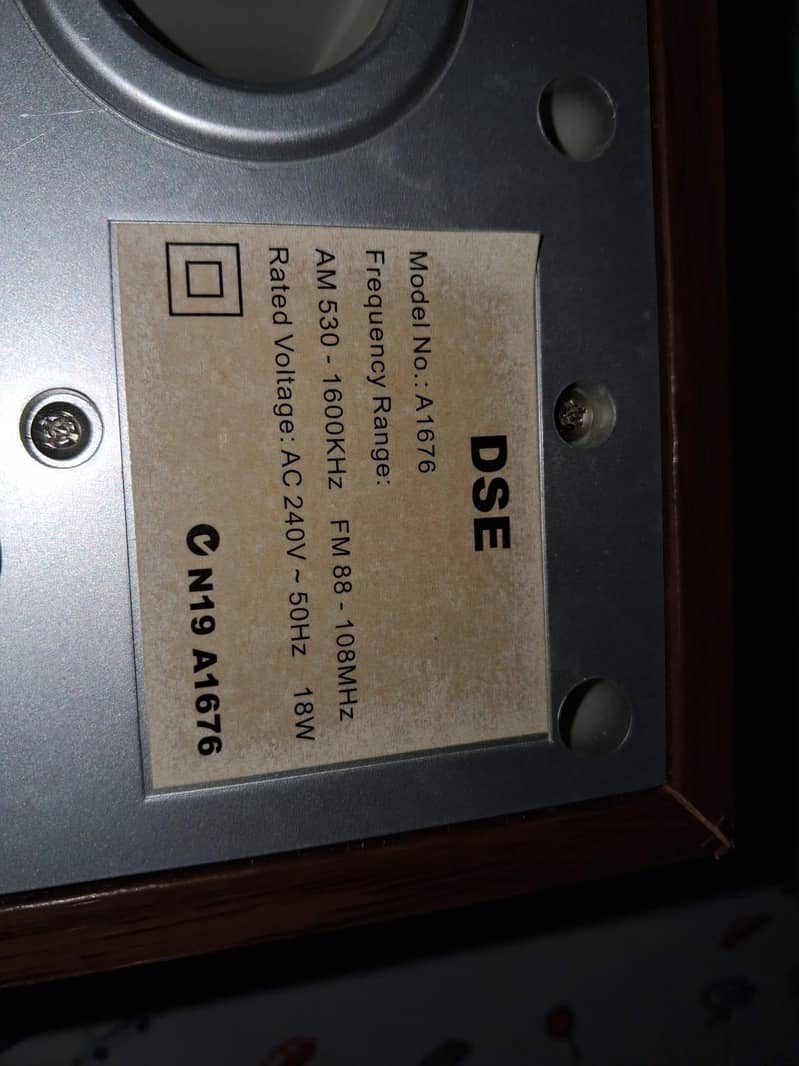 DSE
Model No.: A1676
Frequency Range:
AM 530 - 1600KHz FM 88 - 108MHz
Rated Voltage: AC 240V ~ 50Hz 18W
N19 A1676